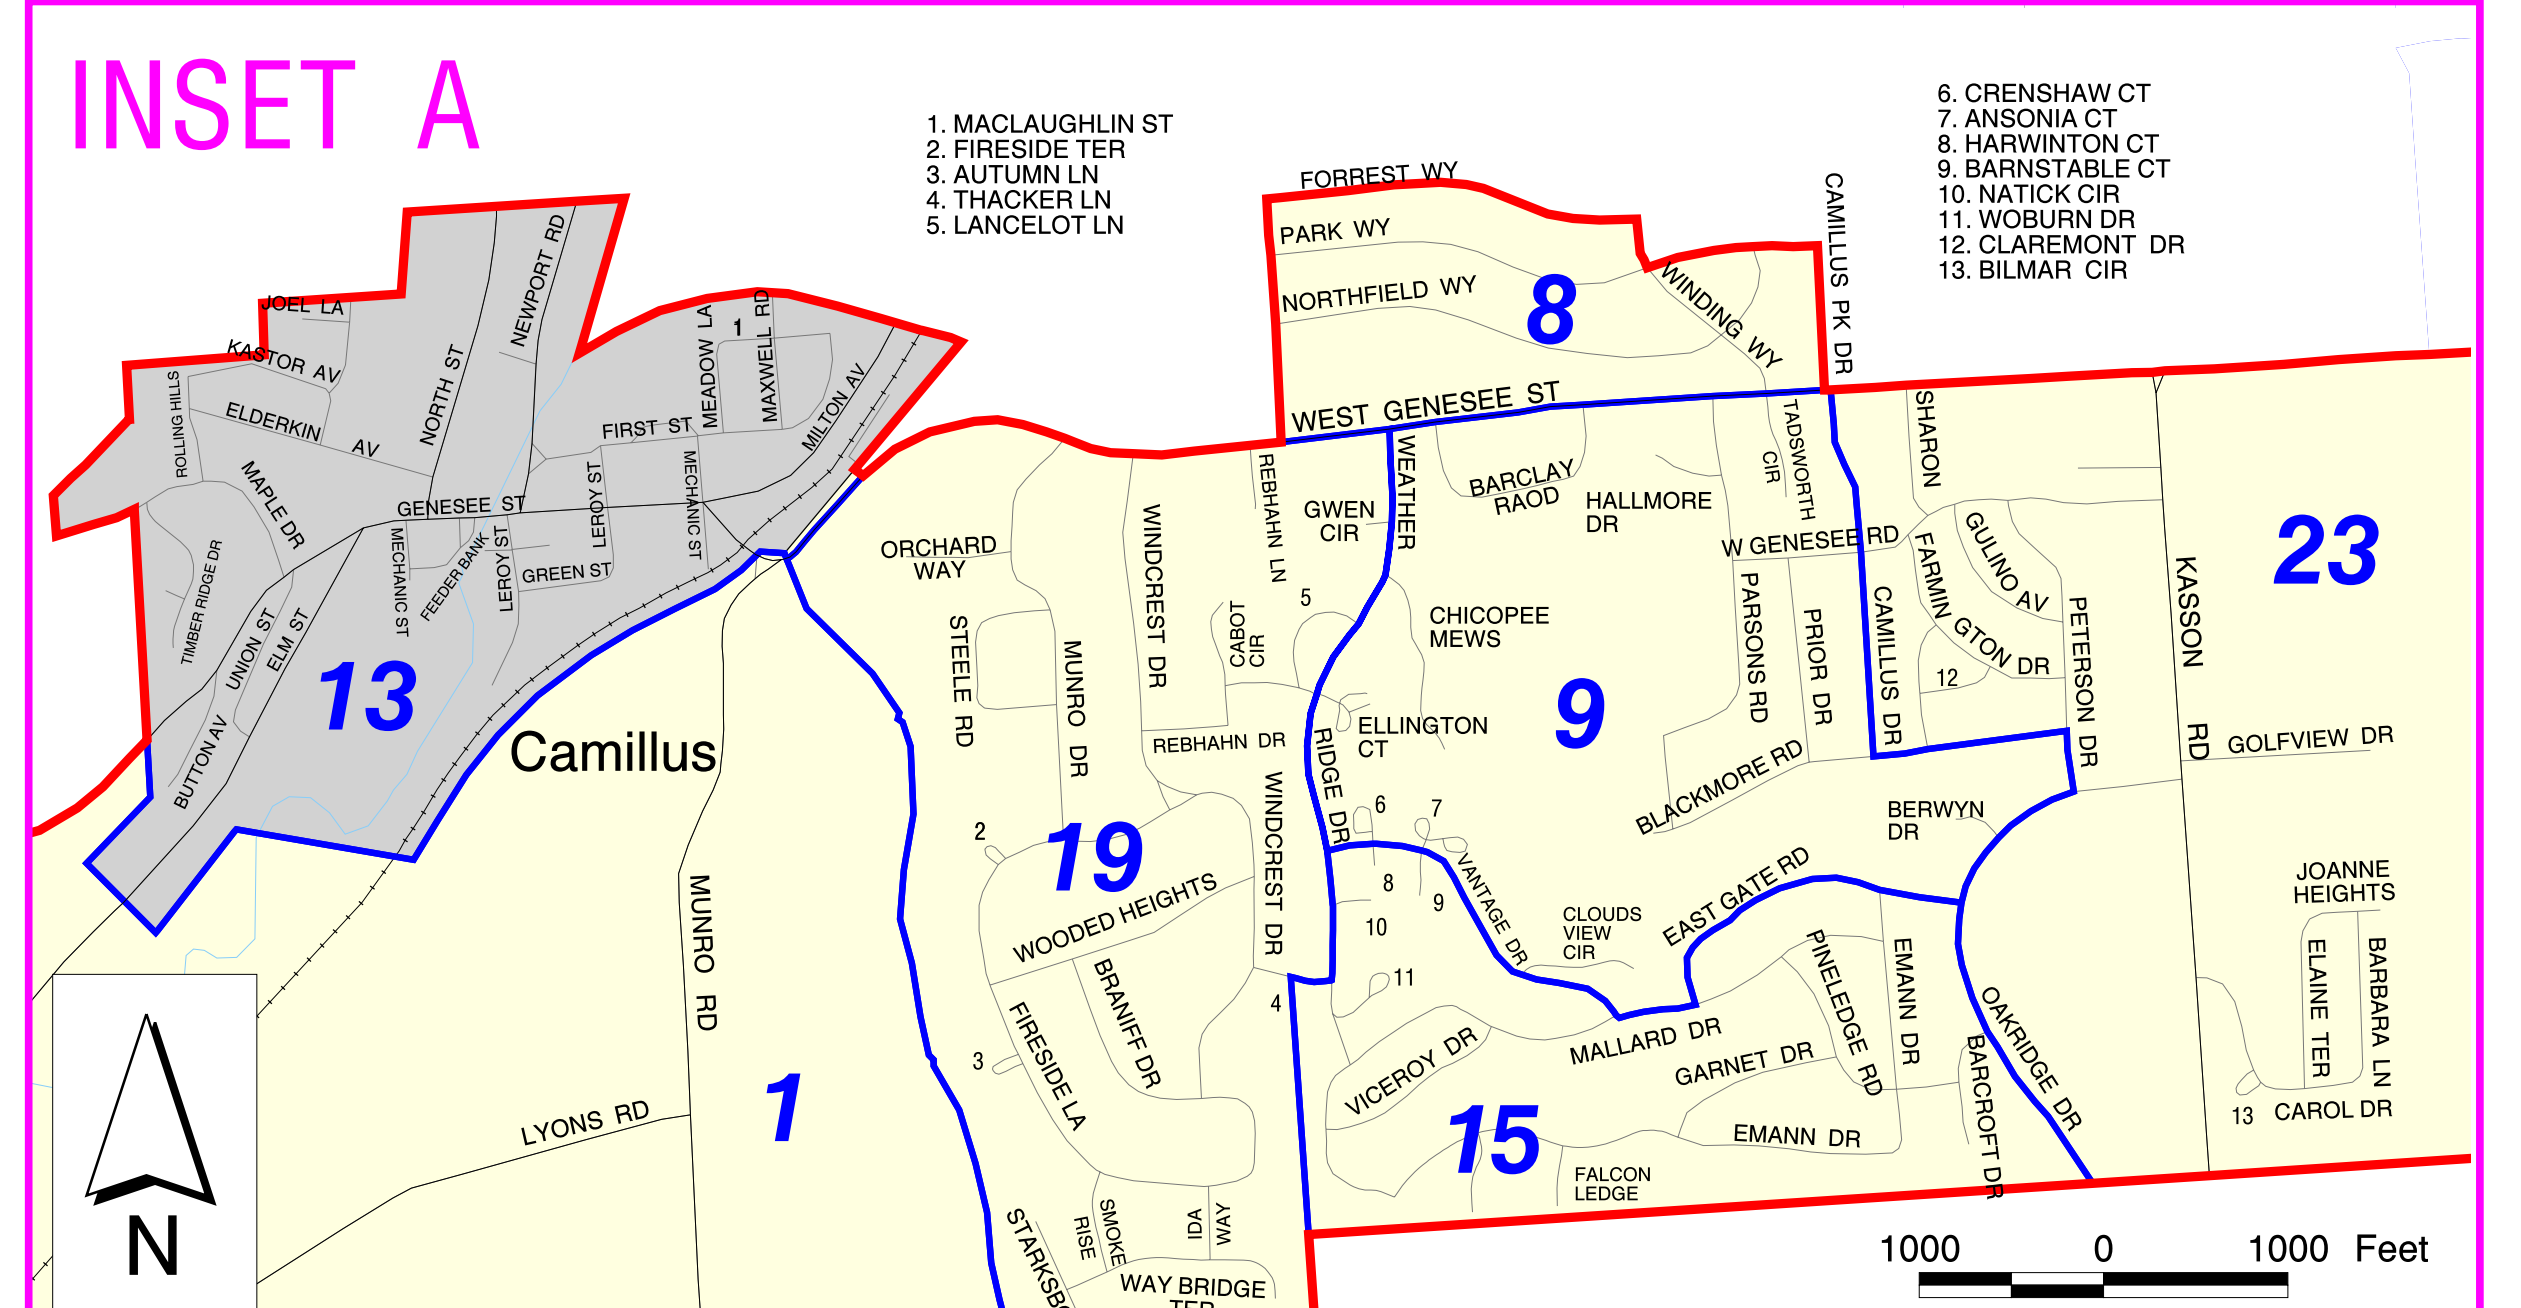 INSET A
1. MACLAUGHLIN ST
2. FIRESIDE TER
3. AUTUMN LN
4. THACKER LN
5. LANCELOT LN
6. CRENSHAW CT
7. ANSONIA CT
8. HARWINTON CT
9. BARNSTABLE CT
10. NATICK CIR
11. WOBURN DR
12. CLAREMONT DR
13. BILMAR CIR
FORREST WY
PARK WY
NORTHFIELD WY
8
WINDING WY
CAMILLUS PK DR
WEST GENESEE ST
JOEL LA
KASTOR AV
ROLLING HILLS
ELDERKIN AV
MAPLE DR
NORTH ST
NEWPORT RD
MEADOW LA
1
MAXWELL RD
MILTON AV
FIRST ST
GENESEE ST
LEROY ST
MECHANIC ST
MECHANIC ST
FEEDER BANK
LEROY ST
GREEN ST
TIMBER RIDGE DR
UNION ST
ELM ST
BUTTON AV
13
Camillus
MUNRO RD
LYONS RD
1
ORCHARD
WAY
STEELE RD
MUNRO DR
WINDCREST DR
REBHAHN LN
CABOT
CIR
5
GWEN
CIR
WEATHER
RIDGE DR
REBHAHN DR
WINDCREST DR
2
19
WOODED HEIGHTS
BRANIFF DR
FIRESIDE LA
3
4
SMOKE
RISE
IDA
WAY
STARKSBO
WAY BRIDGE
TER
BARCLAY
RAOD
HALLMORE
DR
TADSWORTH
CIR
W GENESEE RD
CHICOPEE
MEWS
ELLINGTON
CT
9
PARSONS RD
PRIOR DR
CAMILLUS DR
BLACKMORE RD
6
7
8
9
10
11
VANTAGE DR
CLOUDS
VIEW
CIR
EAST GATE RD
BERWYN
DR
SHARON
FARMIN GTON DR
GULINO AV
12
PETERSON DR
KASSON RD
23
GOLFVIEW DR
JOANNE
HEIGHTS
ELAINE TER
BARBARA LN
13
CAROL DR
VICEROY DR
MALLARD DR
GARNET DR
PINELEDGE RD
EMANN DR
EMANN DR
BARCROFT DR
OAKRIDGE DR
15
FALCON
LEDGE
N
1000 0 1000 Feet